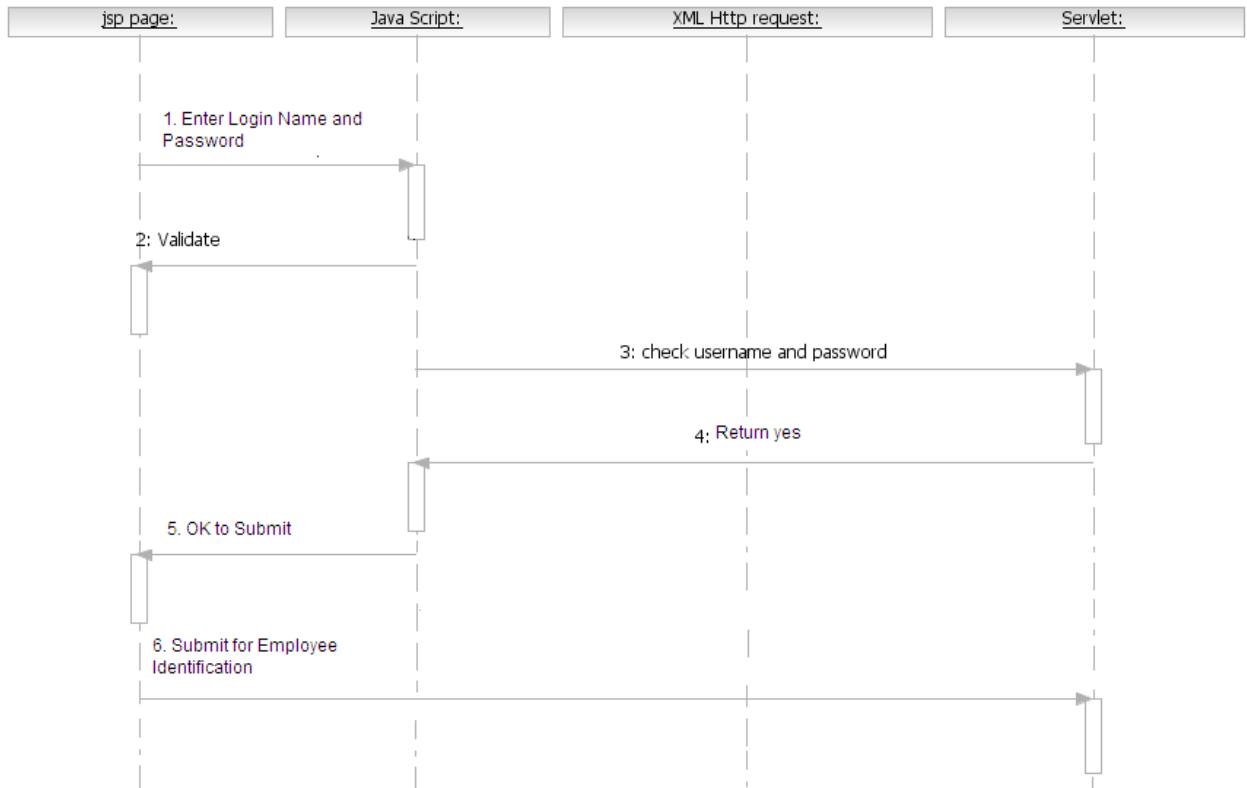 jsp page:
Java Script:
XML Http request:
Servlet:
1. Enter Login Name and
Password
2: Validate
3: check username and password
4: Return yes
5. OK to Submit
6. Submit for Employee
Identification